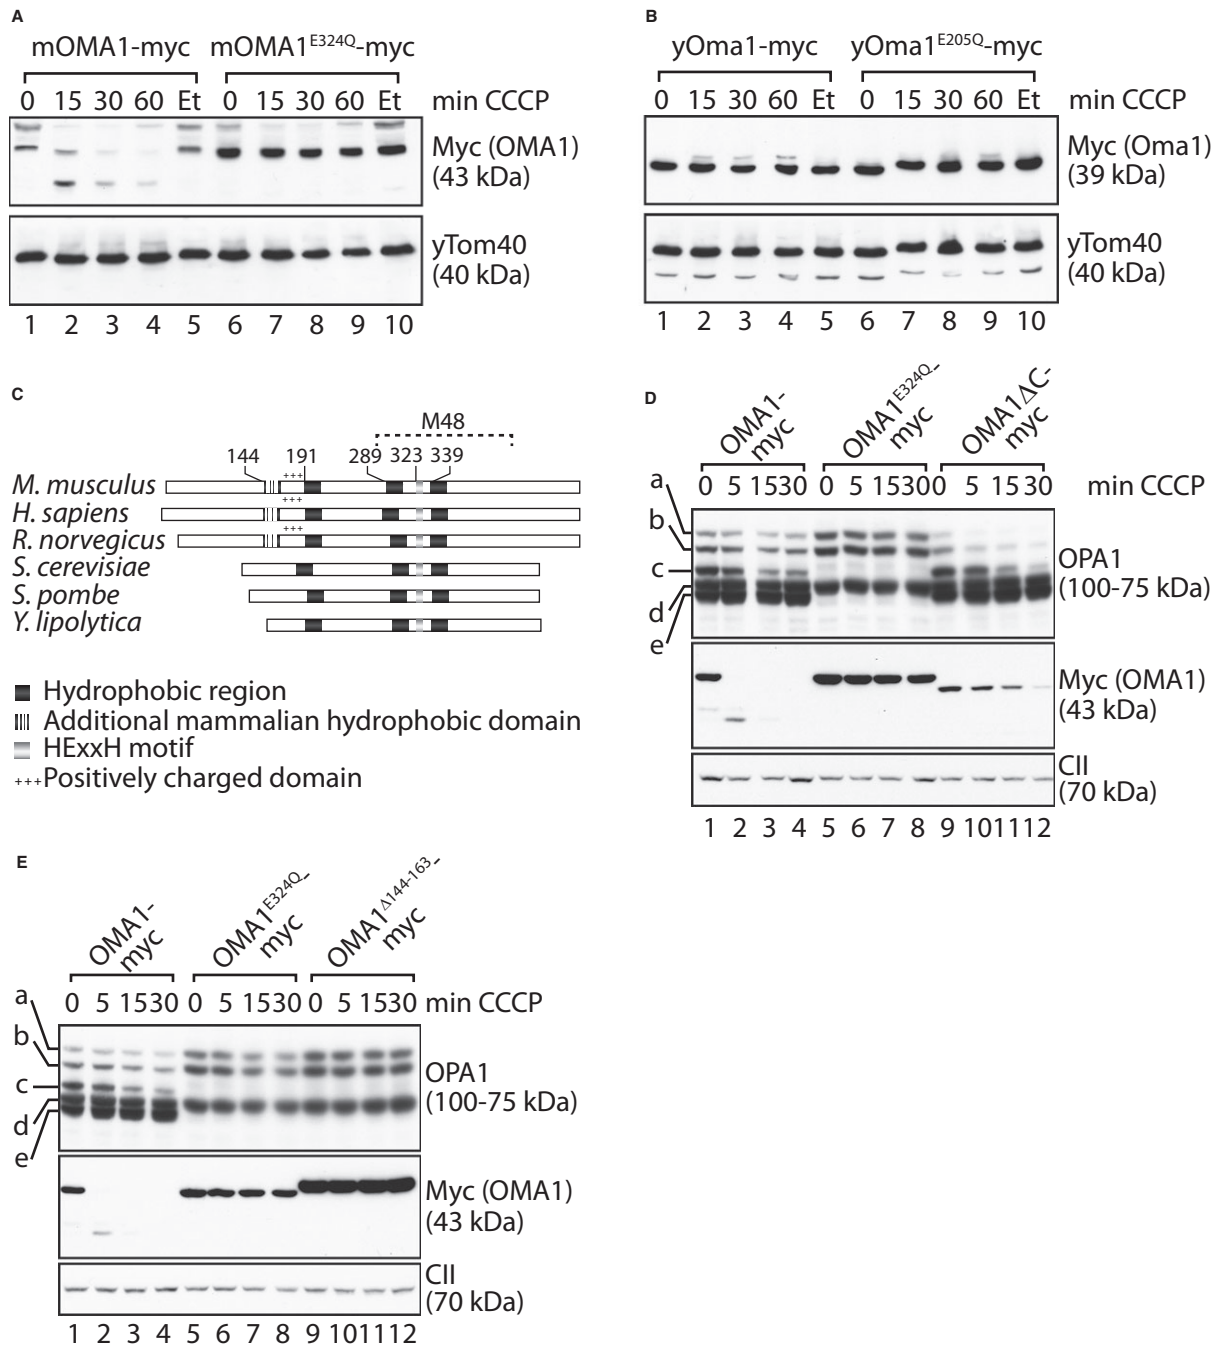 A
mOMA1-myc mOMA1E324Q-myc
0 15 30 60 Et 0 15 30 60 Et min CCCP
Myc (OMA1)
(43 kDa)
yTom40
(40 kDa)
1 2 3 4 5 6 7 8 9 10
B
yOma1-myc yOma1E205Q-myc
0 15 30 60 Et 0 15 30 60 Et min CCCP
Myc (Oma1)
(39 kDa)
yTom40
(40 kDa)
1 2 3 4 5 6 7 8 9 10
C
M48
144 191 289 323 339
+++
M. musculus
+++
H. sapiens
+++
R. norvegicus
S. cerevisiae
S. pombe
Y. lipolytica
Hydrophobic region
Additional mammalian hydrophobic domain
HExxH motif
+++Positively charged domain
D
OMA1-
myc
OMA1E324Q-
myc
OMA1ΔC-
myc
0 5 1530 0 5 15300 5 15 30 min CCCP
a
b
c
d
e
OPA1
(100-75 kDa)
Myc (OMA1)
(43 kDa)
CII
(70 kDa)
1 2 3 4 5 6 7 8 9 101112
E
OMA1-
myc
OMA1E324Q-
myc
OMA1Δ144-163-
myc
0 5 1530 0 5 1530 0 5 1530 min CCCP
a
b
c
d
e
OPA1
(100-75 kDa)
Myc (OMA1)
(43 kDa)
CII
(70 kDa)
1 2 3 4 5 6 7 8 9 101112